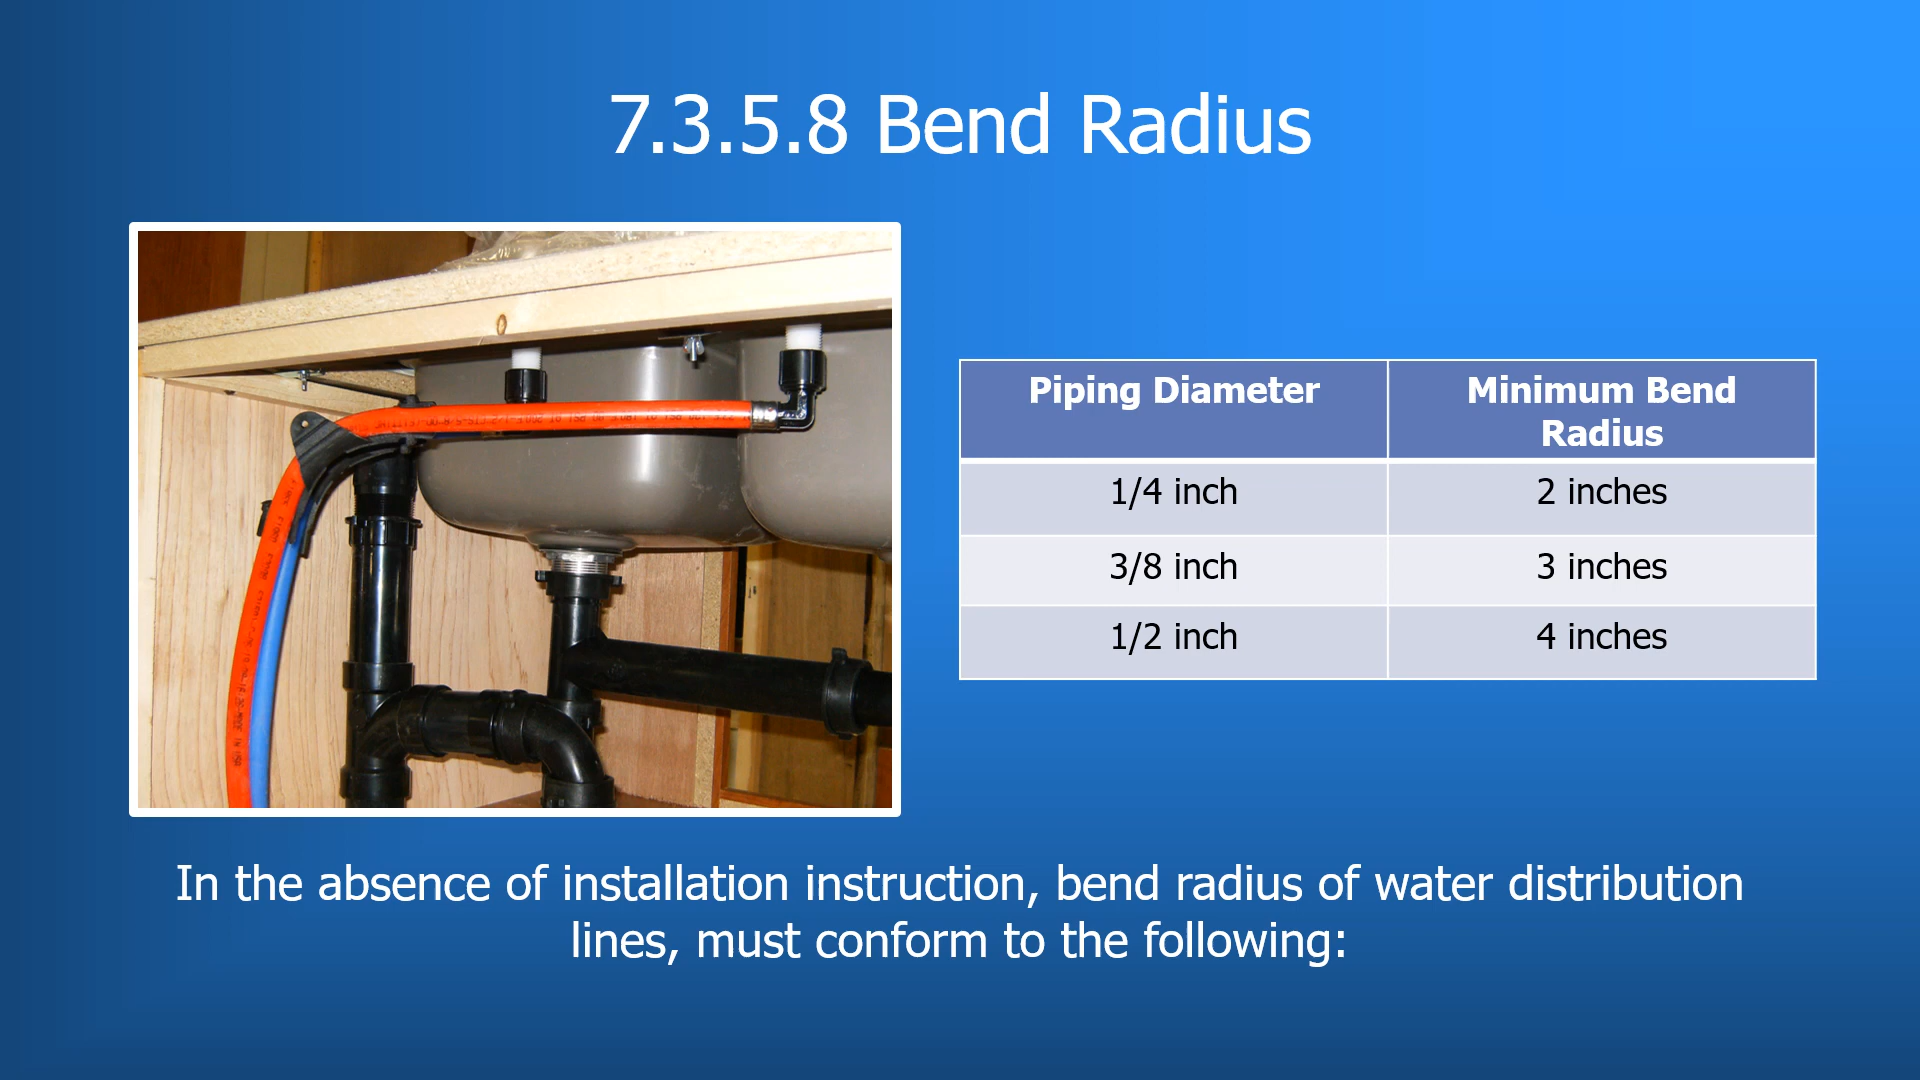 7.3.5.8 Bend Radius
Piping Diameter
Minimum Bend
Radius
1/4 inch
2 inches
3/8 inch
3 inches
1/2 inch
4 inches
In the absence of installation instruction, bend radius of water distribution
lines, must conform to the following: